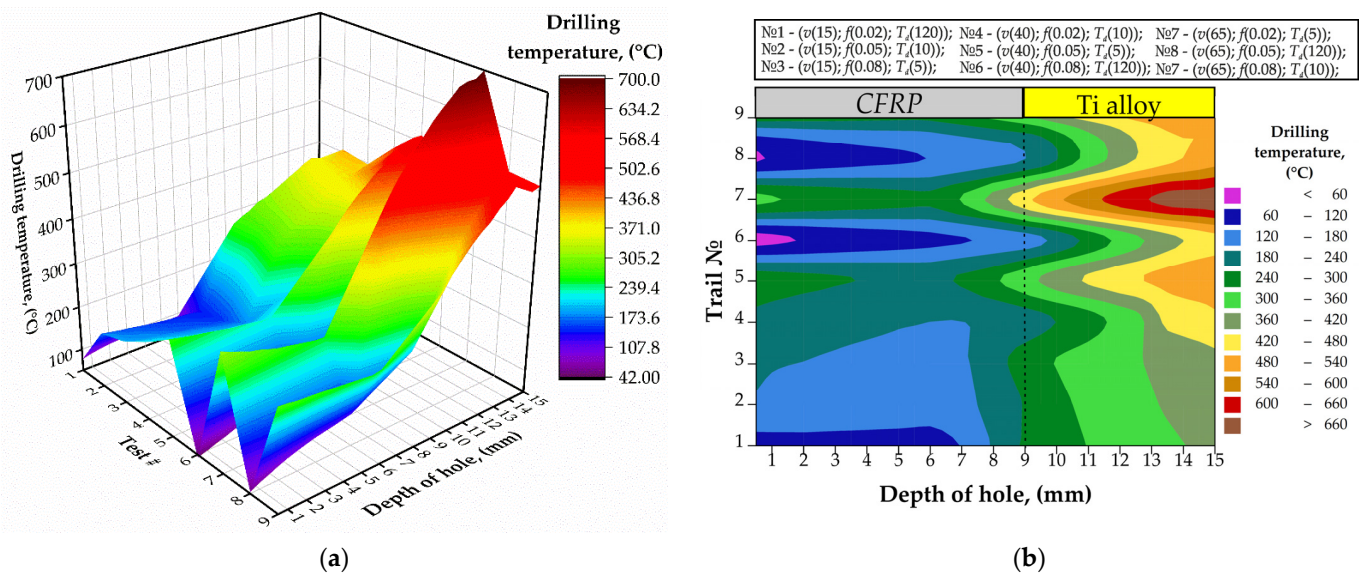 Drilling
temperature, (°C)
700
600
500
400
300
200
100
Drilling temperature, (°C)
1
2
3
4
5
6
7
8
9
Test #
1
2
3
4
5
6
7
8
9
10
11
12
13
14
15
Depth of hole, (mm)
700.0
634.2
568.4
502.6
436.8
371.0
305.2
239.4
173.6
107.8
42.00
(a)
№1 - (v(15); f(0.02); Td(120)); №4 - (v(40); f(0.02); Td(10)); №7 - (v(65); f(0.02); Td(5));
№2 - (v(15); f(0.05); Td(10)); №5 - (v(40); f(0.05); Td(5)); №8 - (v(65); f(0.05); Td(120));
№3 - (v(15); f(0.08); Td(5)); №6 - (v(40); f(0.08); Td(120)); №7 - (v(65); f(0.08); Td(10));
CFRP Ti alloy
9
8
7
6
5
4
3
2
1
Trail №
1 2 3 4 5 6 7 8 9 10 11 12 13 14 15
Depth of hole, (mm)
Drilling
temperature,
(°C)
< 60
60 – 120
120 – 180
180 – 240
240 – 300
300 – 360
360 – 420
420 – 480
480 – 540
540 – 600
600 – 660
> 660
(b)